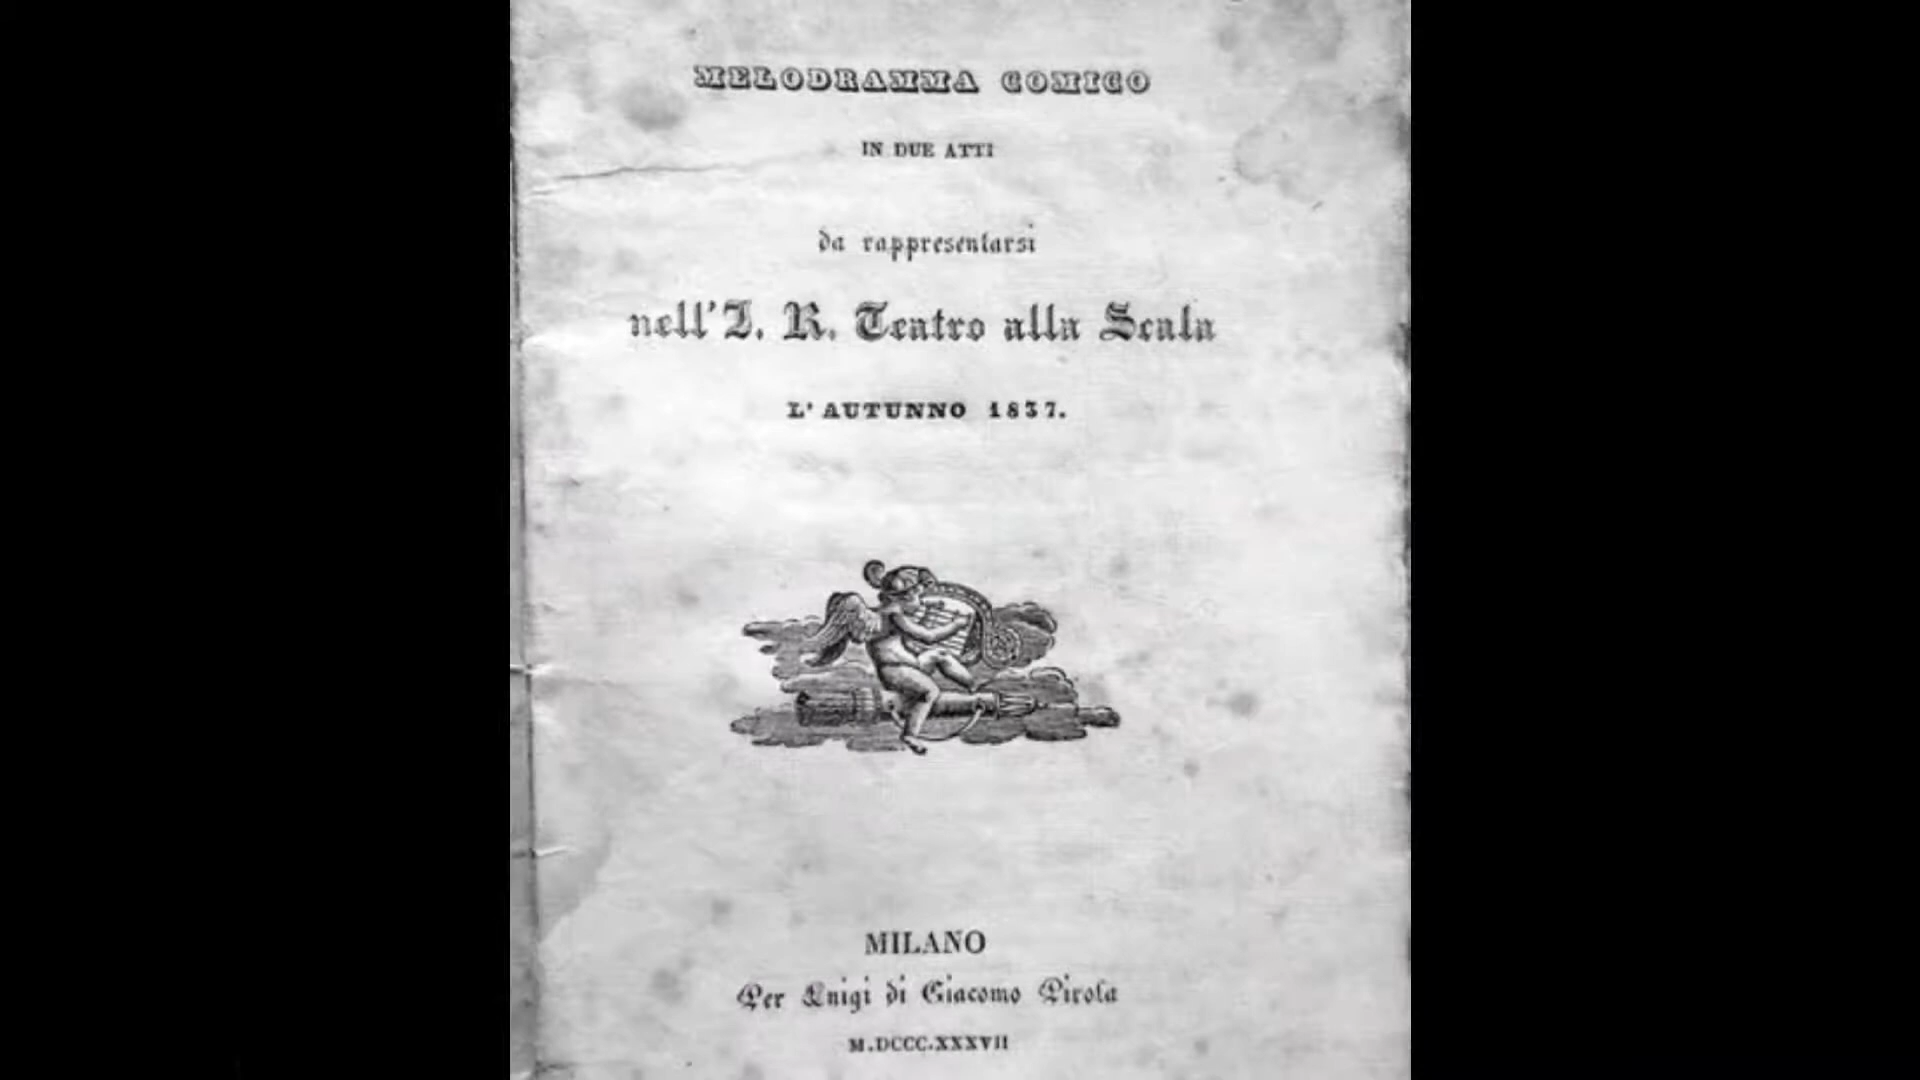 MELODRAMMA COMICO
IN DUE ATTI
da rappresentarsi
nell'I. R. Teatro alla Scala
L'AUTUNNO 1837.
MILANO
Per Luigi di Giacomo Pirola
M.DCCC.XXXVII